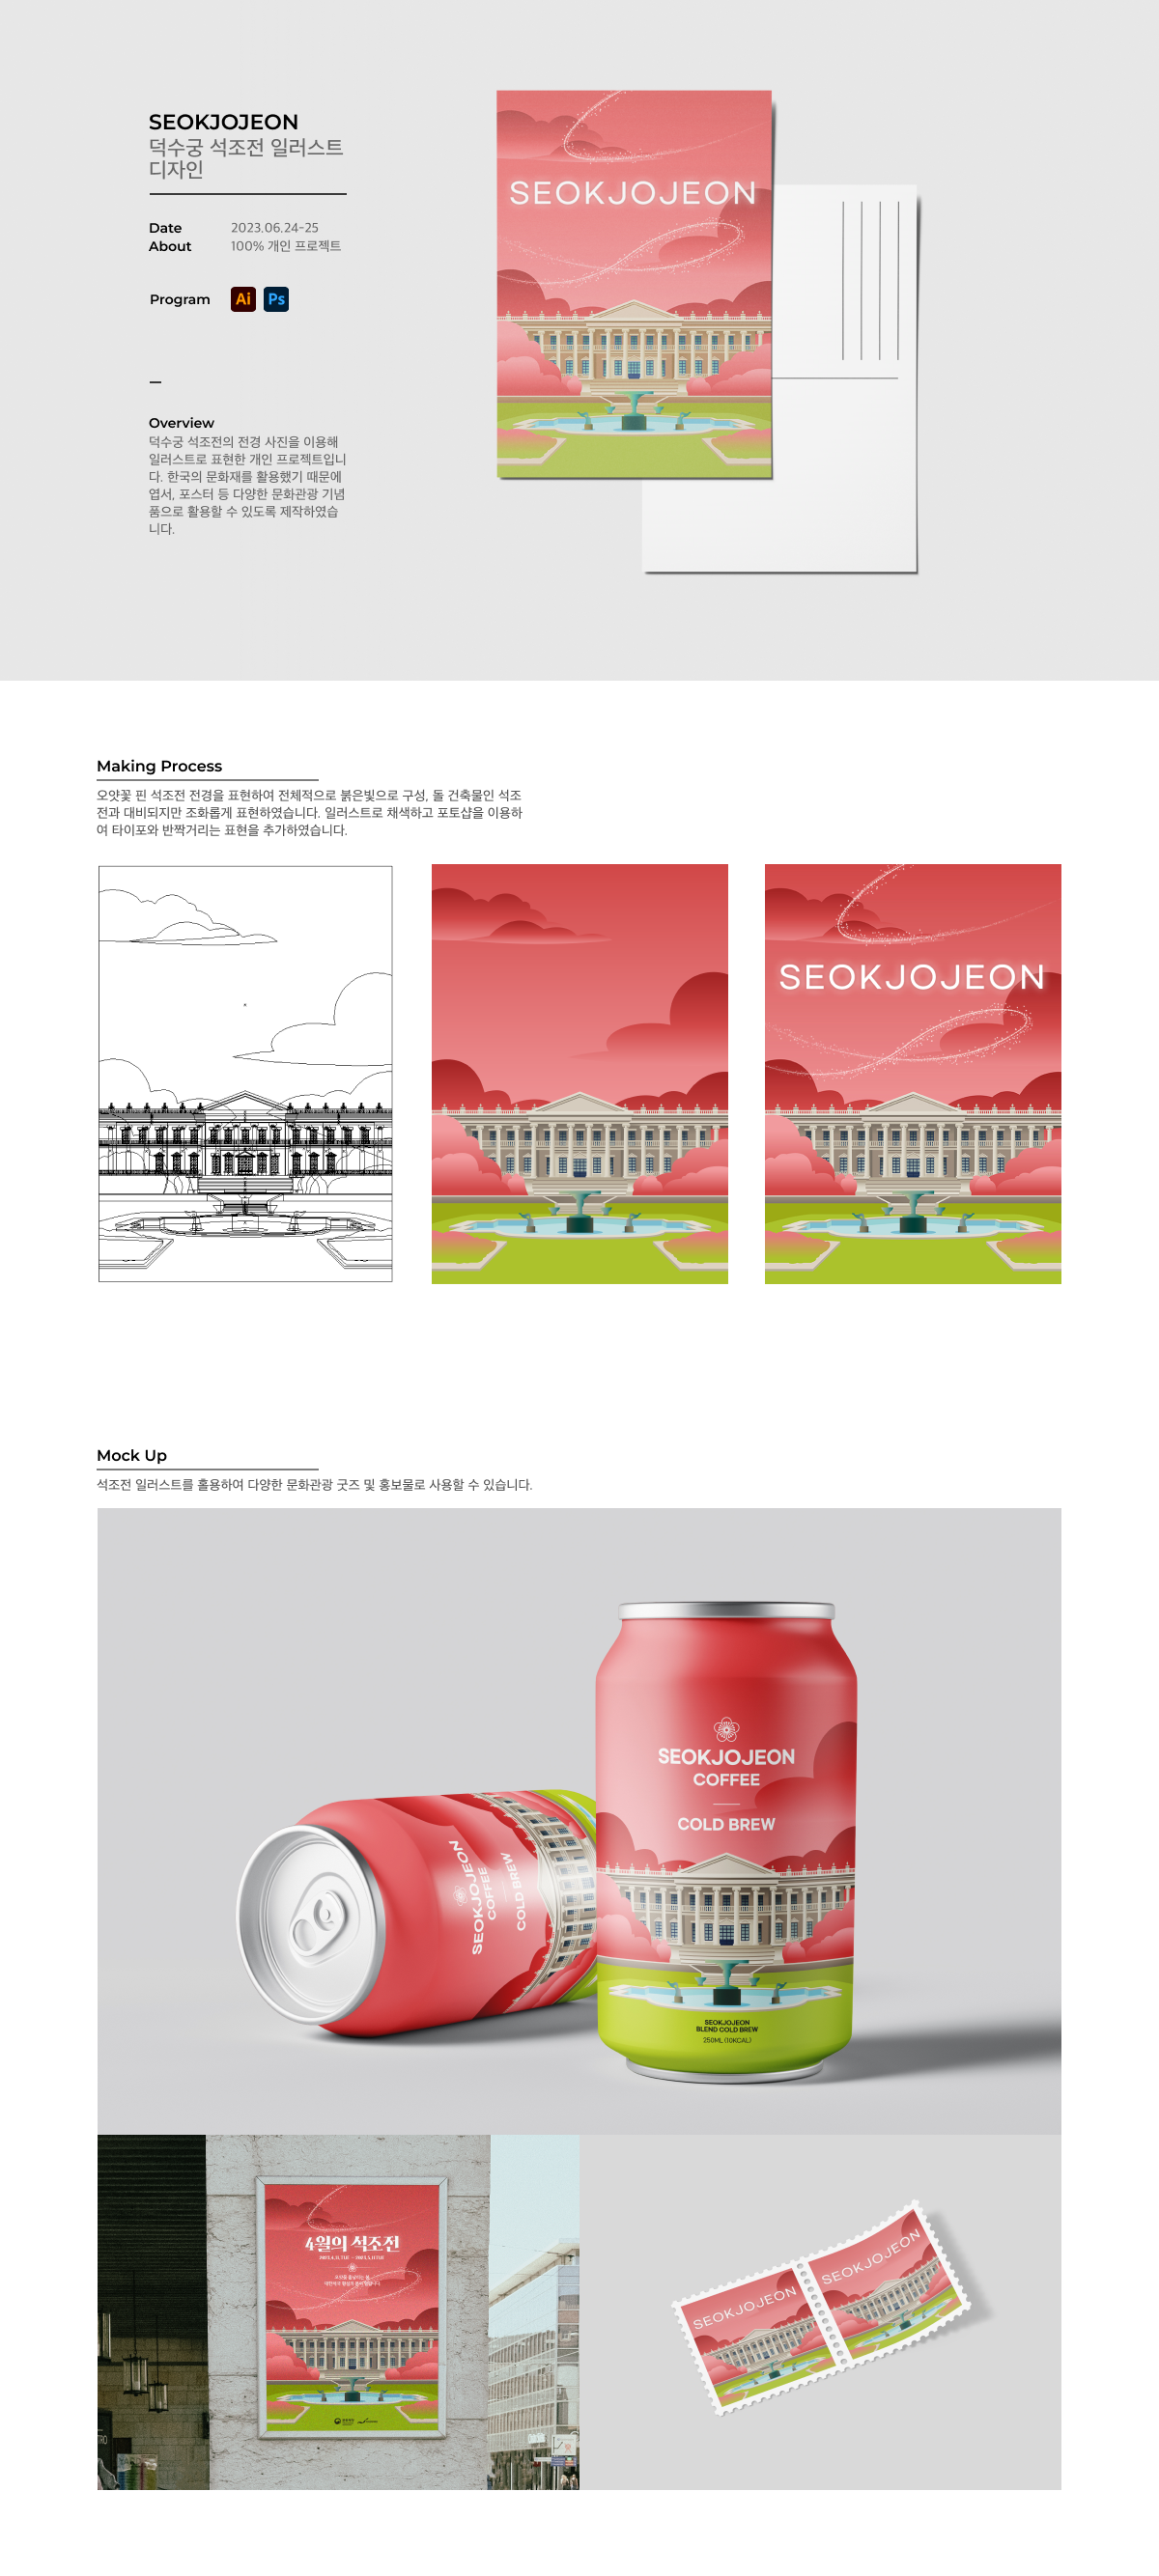 SEOKJOJEON
덕수궁 석조전 일러스트
디자인
Date 2023.06.24-25
About 100% 개인 프로젝트
Program Ai Ps
Overview
덕수궁 석조전의 전경 사진을 이용해
일러스트로 표현한 개인 프로젝트입니
다. 한국의 문화재를 활용했기 때문에
엽서, 포스터 등 다양한 문화관광 기념
품으로 활용할 수 있도록 제작하였습
니다.
SEOKJOJEON
Making Process
오얏꽃 핀 석조전 전경을 표현하여 전체적으로 붉은빛으로 구성, 돌 건축물인 석조
전과 대비되지만 조화롭게 표현하였습니다. 일러스트로 채색하고 포토샵을 이용하
여 타이포와 반짝거리는 표현을 추가하였습니다.
SEOKJOJEON
Mock Up
석조전 일러스트를 홀용하여 다양한 문화관광 굿즈 및 홍보물로 사용할 수 있습니다.
SEOKJOJEON
COFFEE
COLD BREW
SEOKJOJEON
COFFEE
COLD BREW
SEOKJOJEON
BLEND COLD BREW
250ML (10KCAL)
4월의 석조전
SEOKJOJEON
SEOKJOJEON